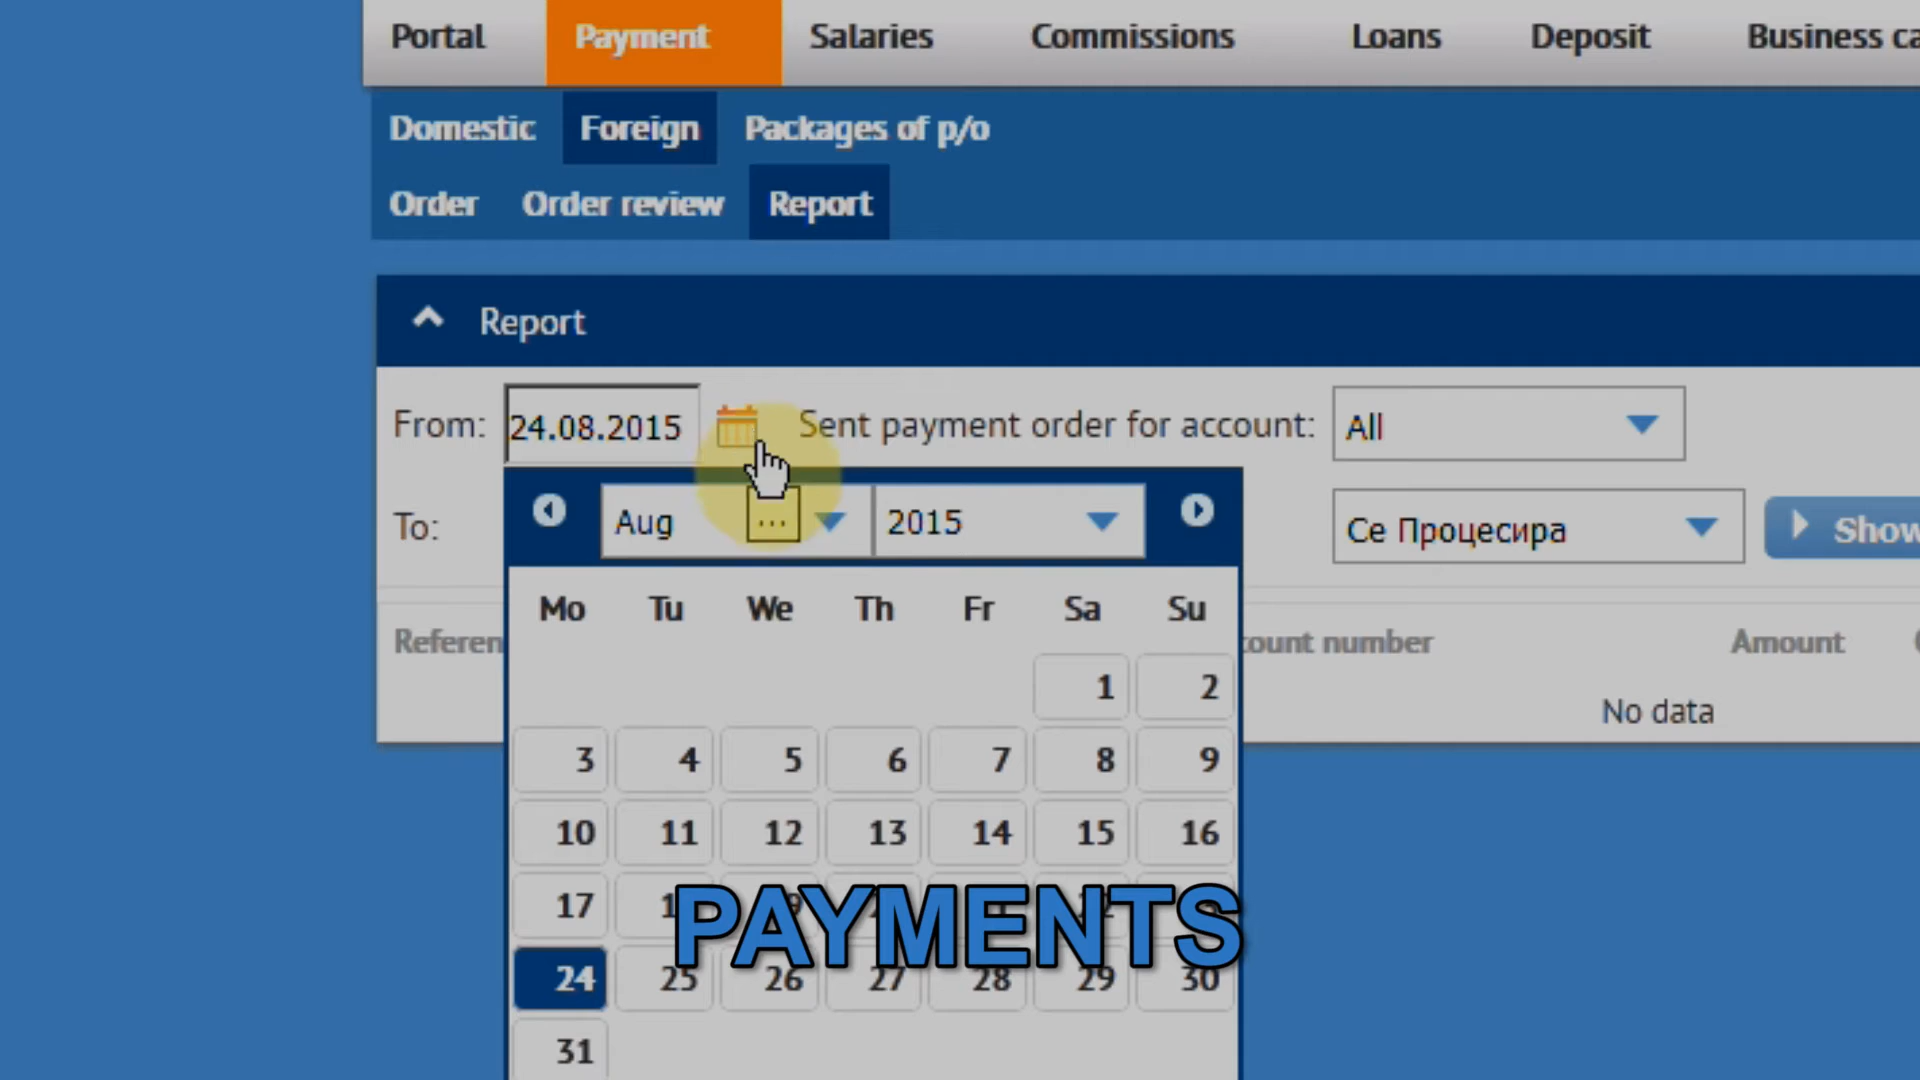 Portal Payment Salaries Commissions Loans Deposit Business ca
Domestic Foreign Packages of p/o
Order Order review Report
Report
From: 24.08.2015 Sent payment order for account: All
To: Aug ... 2015 Се Процесира Show
Mo Tu We Th Fr Sa Su
Referen count number Amount
1 2
No data
3 4 5 6 7 8 9
10 11 12 13 14 15 16
17
PAYMENTS
24 25 26 27 28 29 30
31